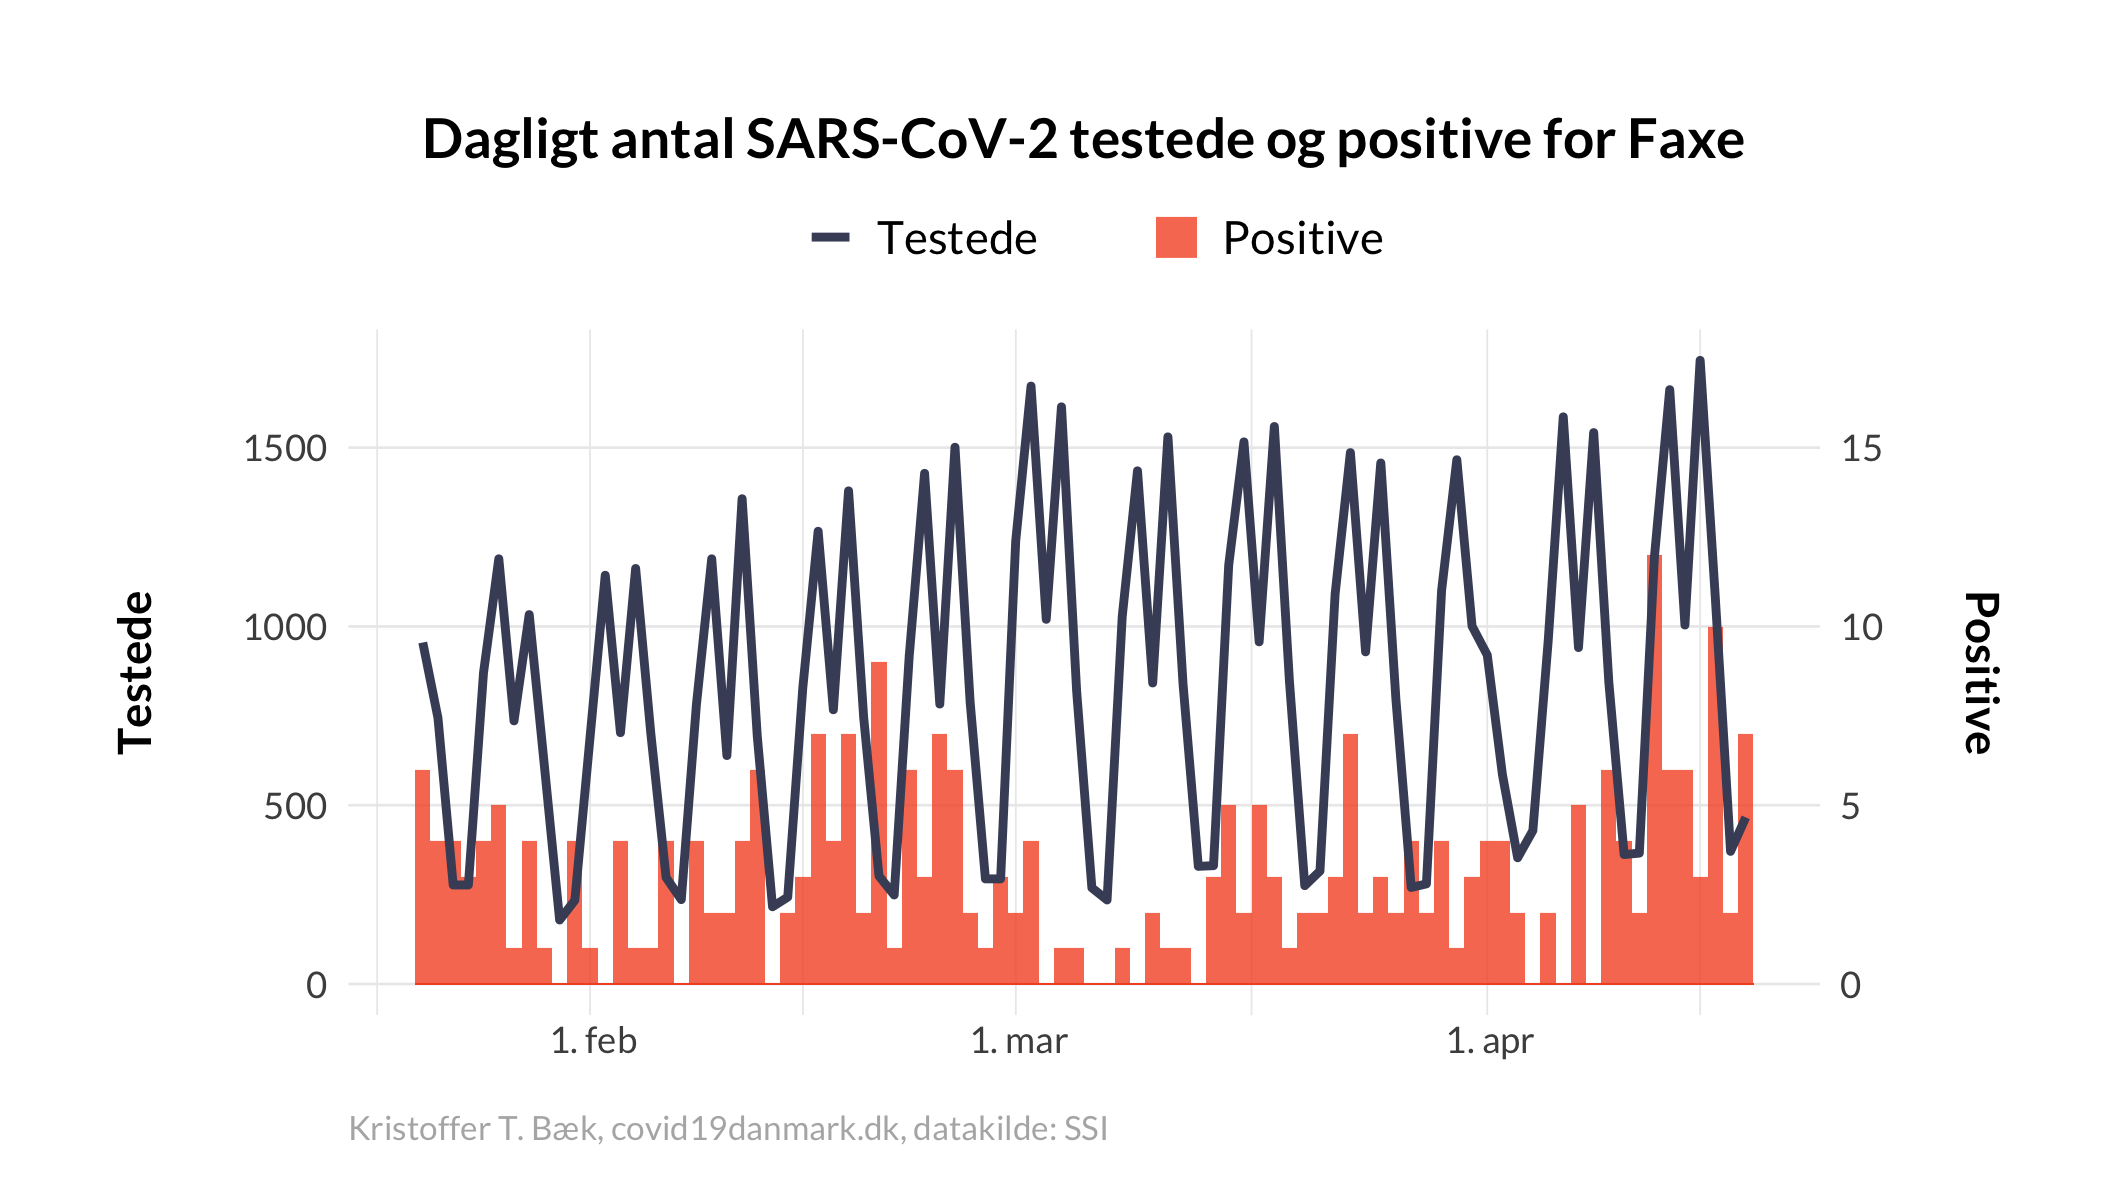 Dagligt antal SARS-CoV-2 testede og positive for Faxe
Testede
Positive
1500
1000
500
0
Testede
15
10
5
0
Positive
1. feb
1. mar
1. apr
Kristoffer T. Bæk, covid19danmark.dk, datakilde: SSI